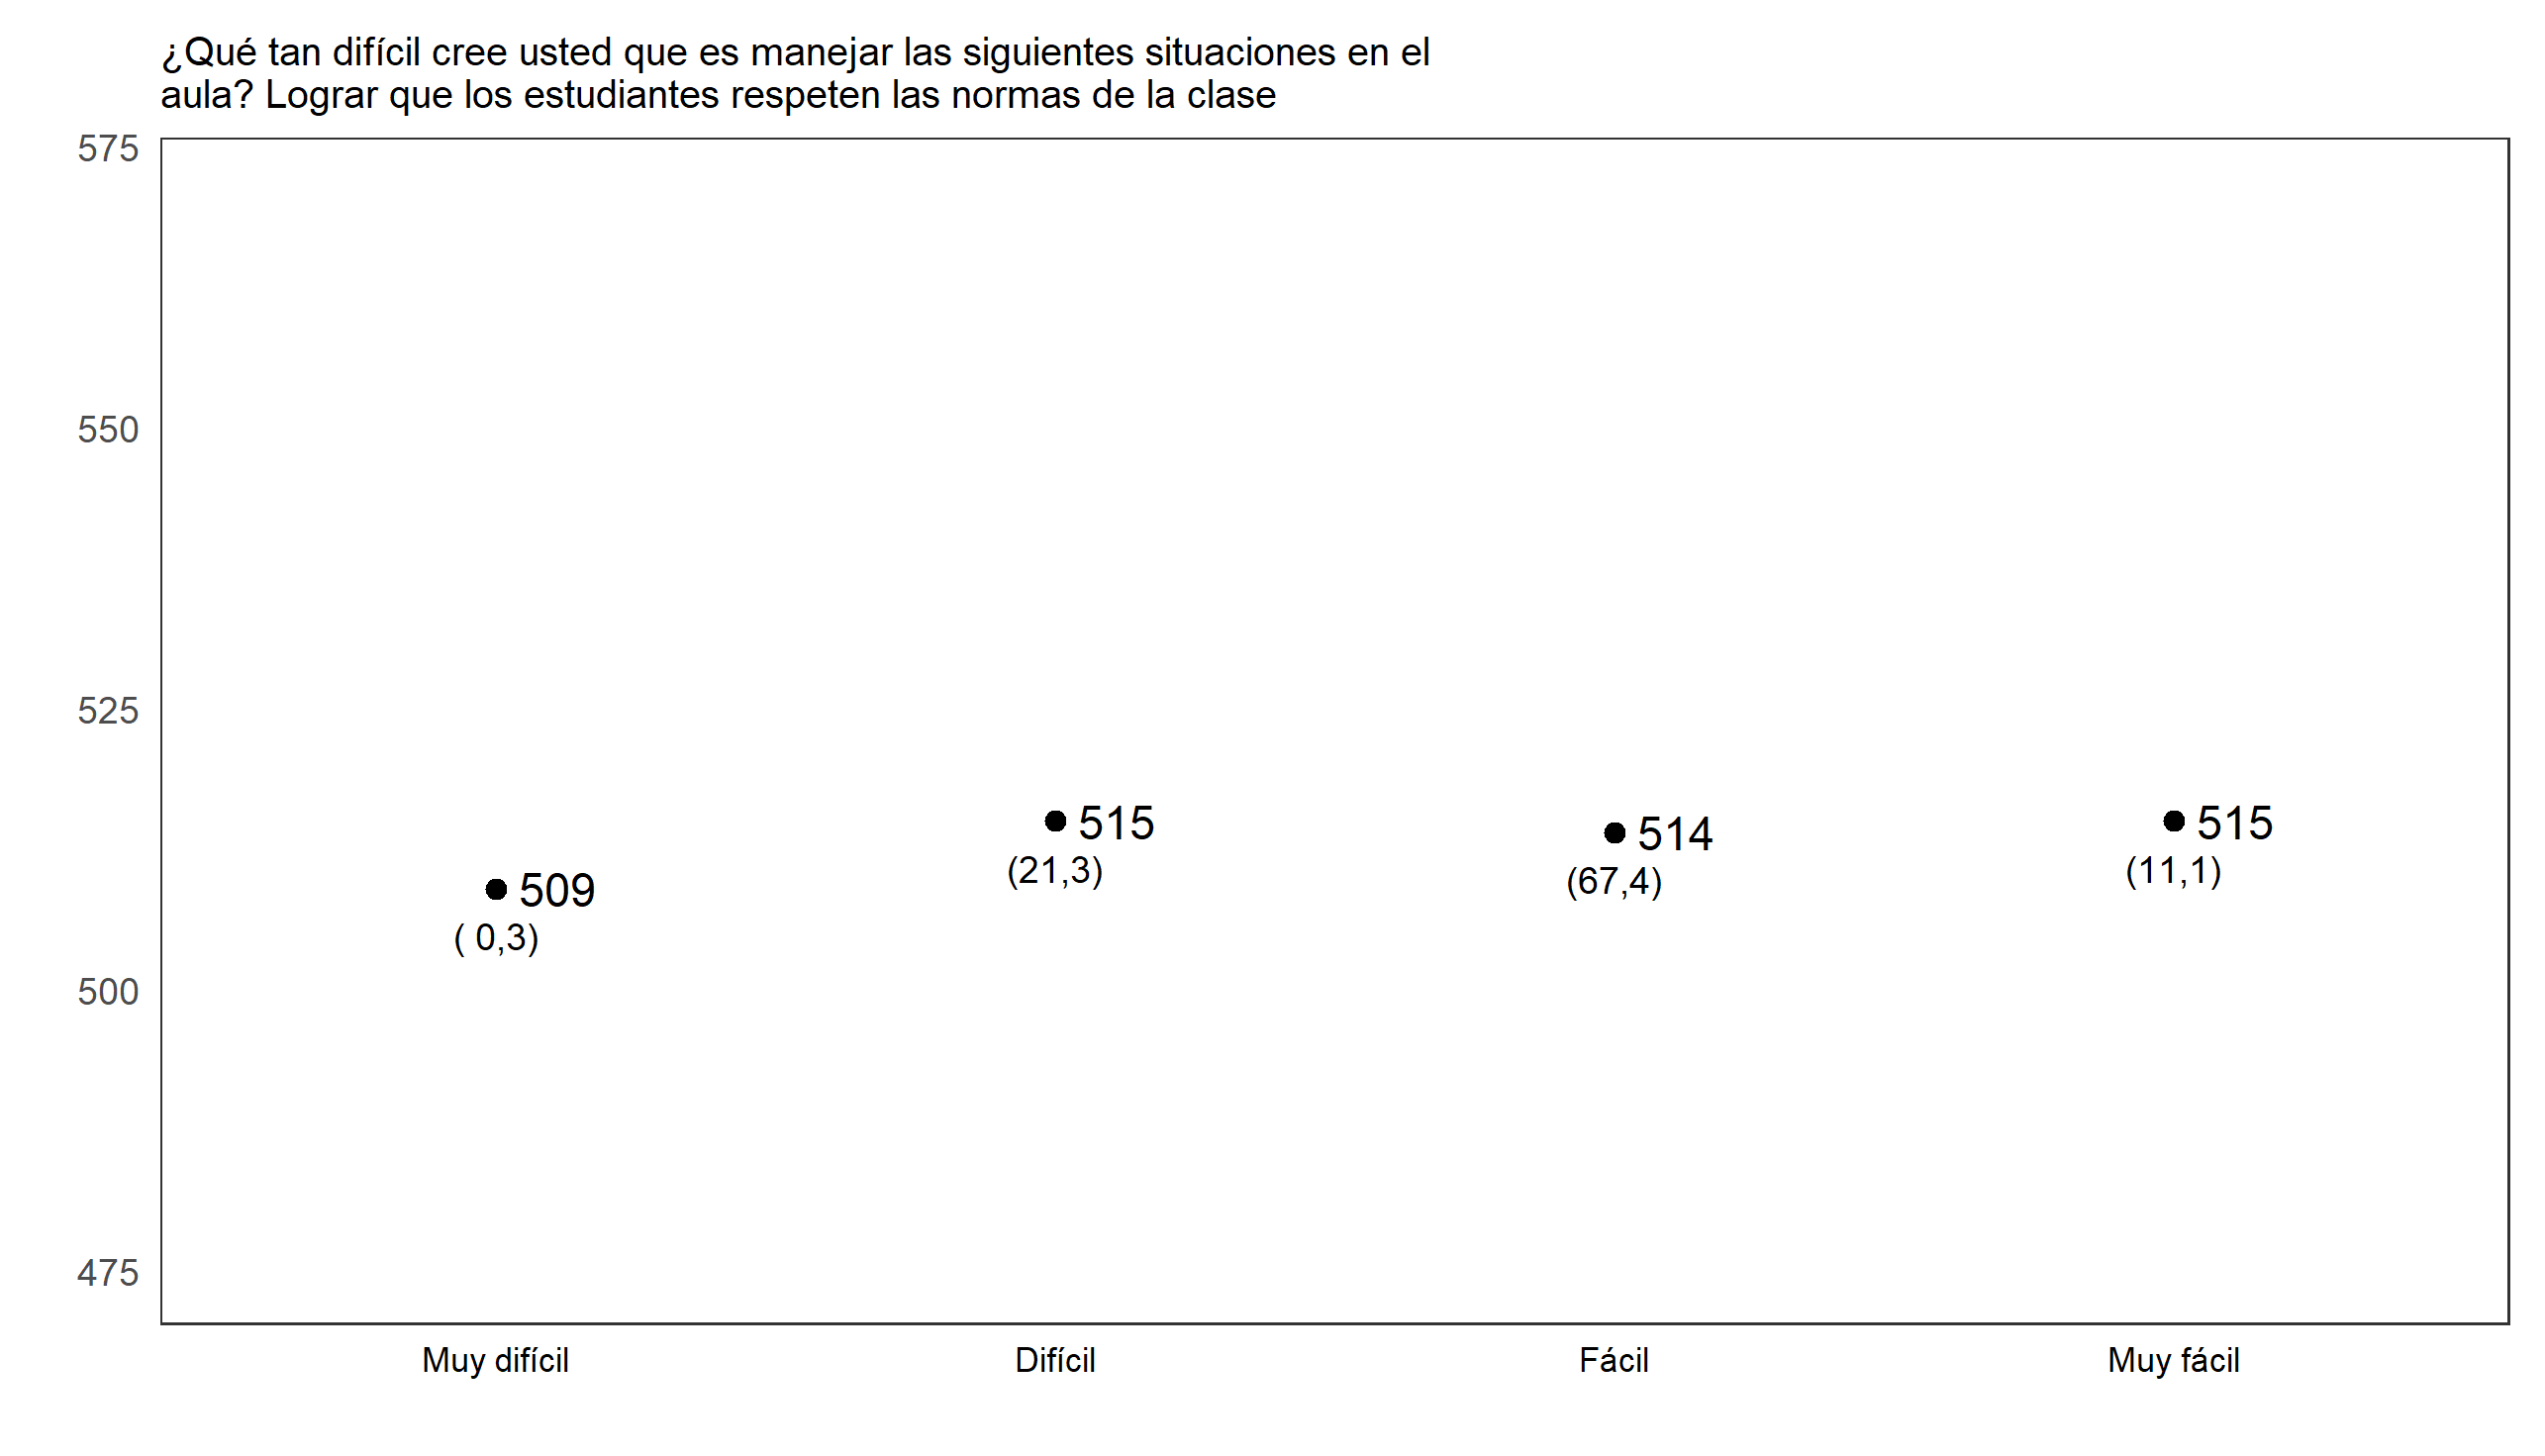 ¿Qué tan difícil cree usted que es manejar las siguientes situaciones en el
aula? Lograr que los estudiantes respeten las normas de la clase
575
550
525
500
475
509
( 0,3)
515
(21,3)
514
(67,4)
515
(11,1)
Muy difícil
Difícil
Fácil
Muy fácil